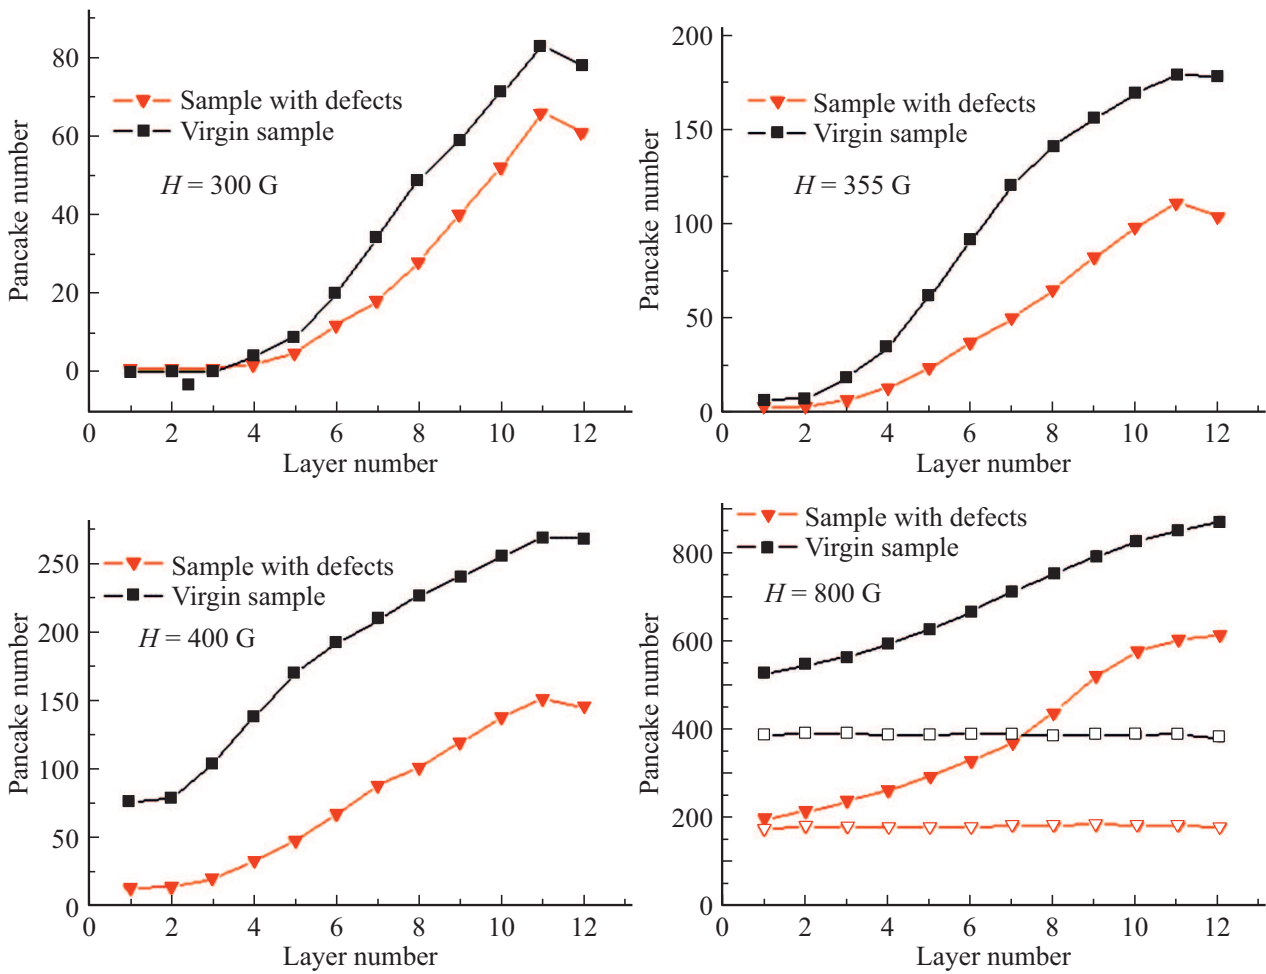 80
60
40
20
0
Pancake number
Sample with defects
Virgin sample
H = 300 G
0 2 4 6 8 10 12
Layer number
200
150
100
50
0
Pancake number
Sample with defects
Virgin sample
H = 355 G
0 2 4 6 8 10 12
Layer number
250
200
150
100
50
0
Pancake number
Sample with defects
Virgin sample
H = 400 G
0 2 4 6 8 10 12
Layer number
800
600
400
200
0
Pancake number
Sample with defects
Virgin sample
H = 800 G
0 2 4 6 8 10 12
Layer number